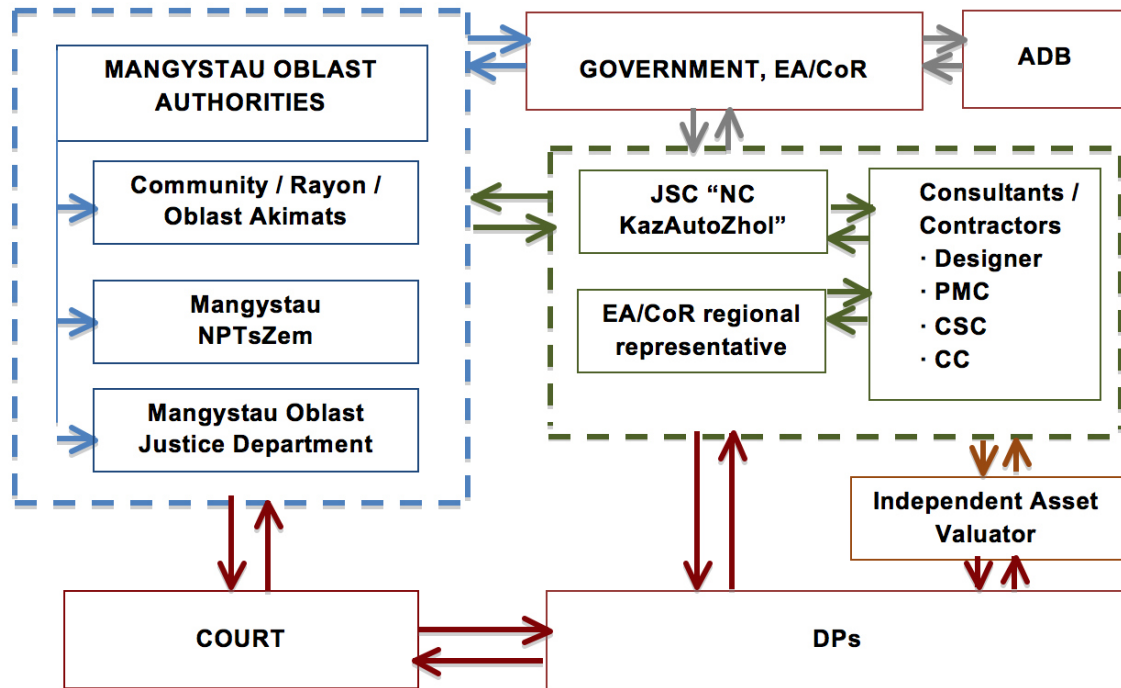 MANGYSTAU OBLAST
AUTHORITIES
Community / Rayon /
Oblast Akimats
Mangystau
NPTsZem
Mangystau Oblast
Justice Department
GOVERNMENT, EA/CoR
ADB
JSC “NC
KazAutoZhol”
EA/CoR regional
representative
Consultants /
Contractors
· Designer
· PMC
· CSC
· CC
Independent Asset
Valuator
COURT
DPs